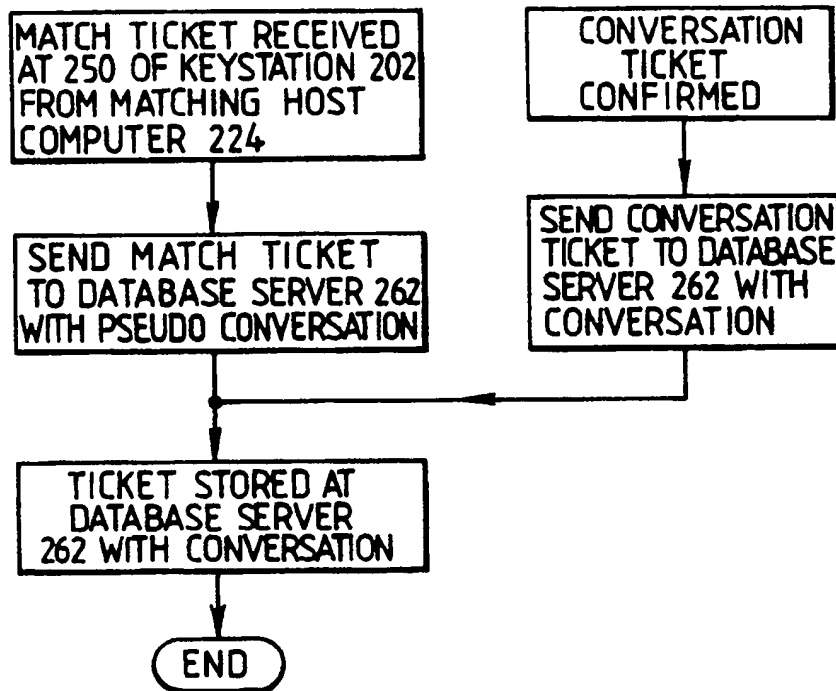 MATCH TICKET RECEIVED
AT 250 OF KEYSTATION 202
FROM MATCHING HOST
COMPUTER 224
CONVERSATION
TICKET
CONFIRMED
SEND MATCH TICKET
TO DATABASE SERVER 262
WITH PSEUDO CONVERSATION
SEND CONVERSATION
TICKET TO DATABASE
SERVER 262 WITH
CONVERSATION
TICKET STORED AT
DATABASE SERVER
262 WITH CONVERSATION
END